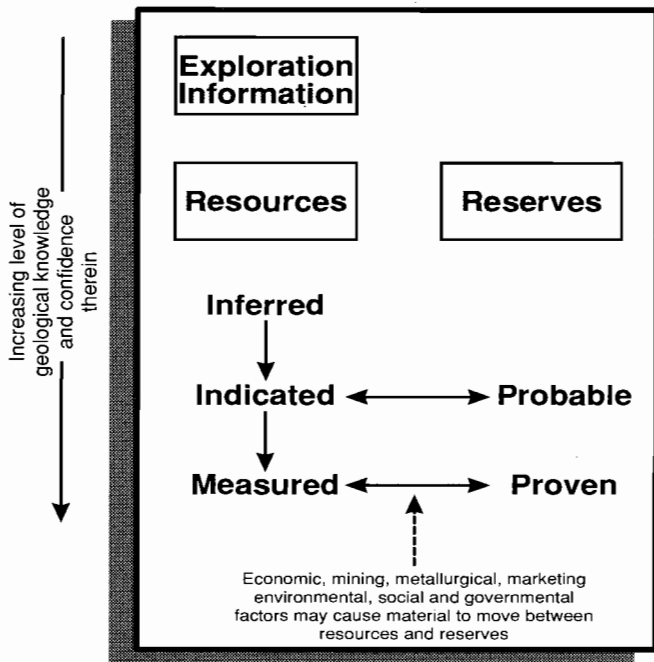 Increasing level of
geological knowledge
and confidence
therein
Exploration
Information
Resources
Reserves
Inferred
Indicated
Probable
Measured
Proven
Economic, mining, metallurgical, marketing
environmental, social and governmental
factors may cause material to move between
resources and reserves